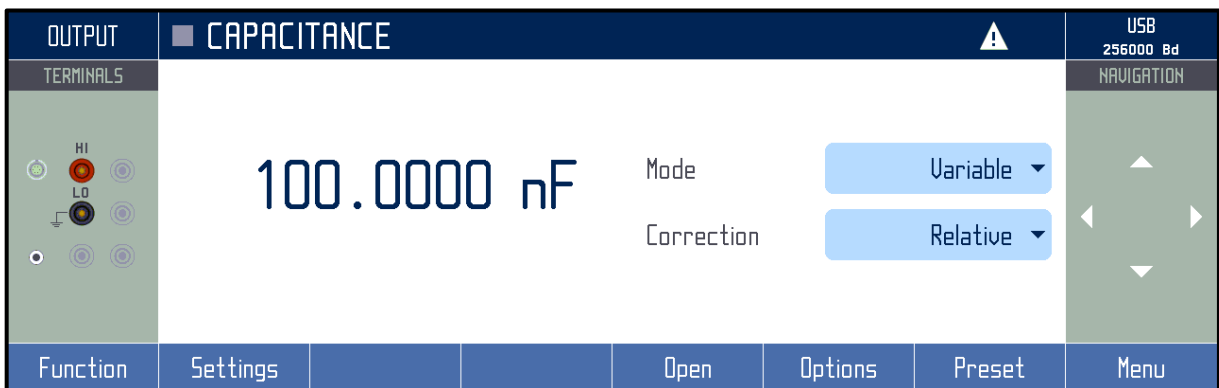 OUTPUT
CAPACITANCE
USB
256000 Bd
TERMINALS
NAVIGATION
HI
LO
100.0000 nF
Mode
Variable
Correction
Relative
Function
Settings
Open
Options
Preset
Menu